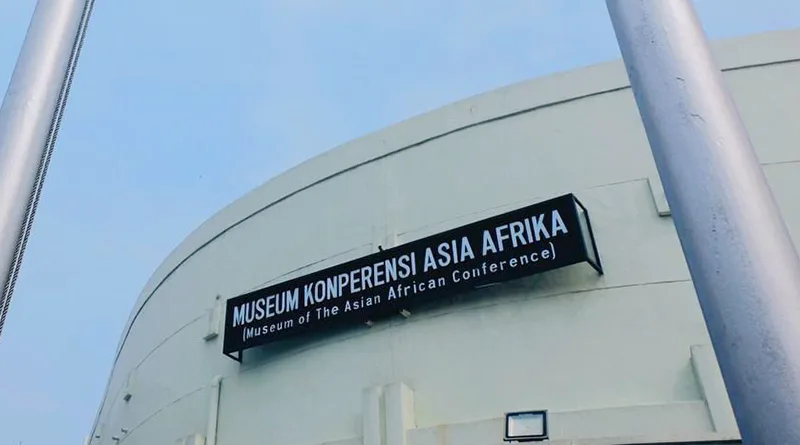 MUSEUM KONPERENSI ASIA AFRIKA
(Museum of The Asian African Conference)